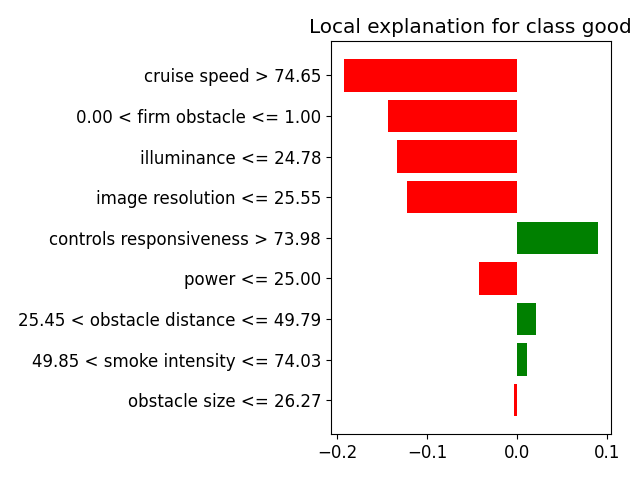 Local explanation for class good
cruise speed > 74.65
0.00 < firm obstacle <= 1.00
illuminance <= 24.78
image resolution <= 25.55
controls responsiveness > 73.98
power <= 25.00
25.45 < obstacle distance <= 49.79
49.85 < smoke intensity <= 74.03
obstacle size <= 26.27
−0.2 −0.1 0.0 0.1